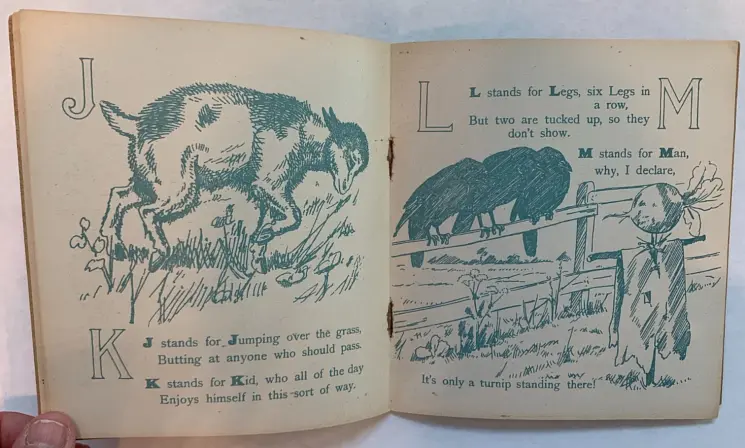 J
K
J stands for Jumping over the grass,
Butting at anyone who should pass.
K stands for Kid, who all of the day
Enjoys himself in this sort of way.
L
M
L stands for Legs, six Legs in
a row,
But two are tucked up, so they
don't show.
M stands for Man,
why, I declare,
It's only a turnip standing there!